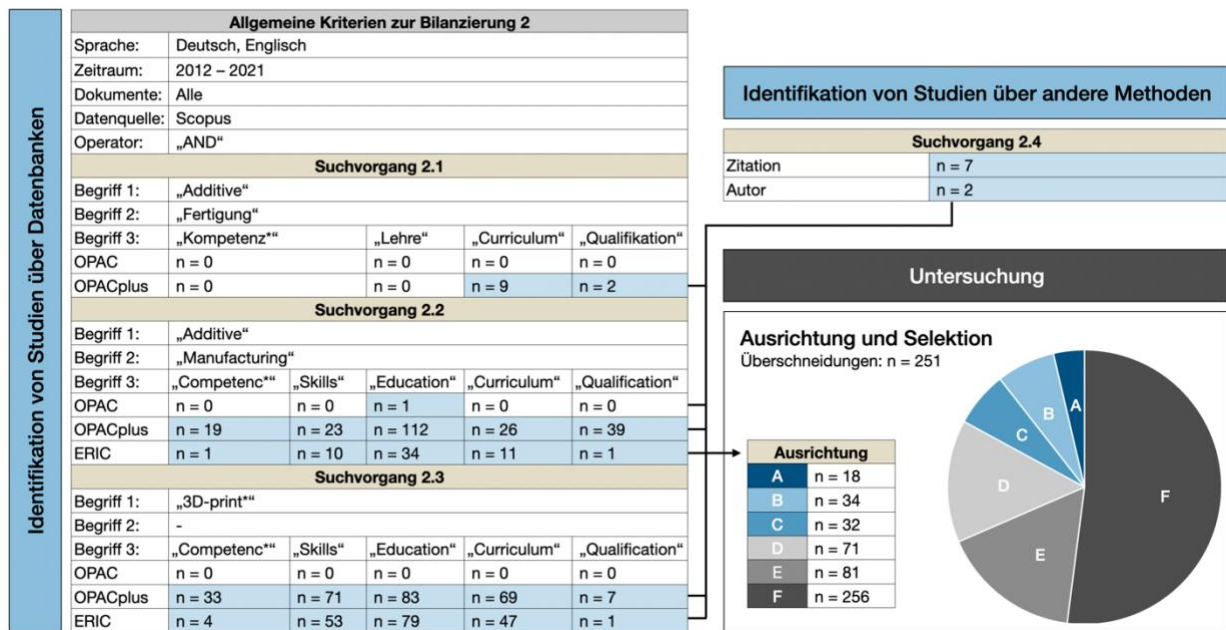 Identifikation von Studien über Datenbanken
Allgemeine Kriterien zur Bilanzierung 2
Sprache: Deutsch, Englisch
Zeitraum: 2012 – 2021
Dokumente: Alle
Datenquelle: Scopus
Operator: „AND“
Suchvorgang 2.1
Begriff 1: „Additive“
Begriff 2: „Fertigung“
Begriff 3: „Kompetenz*“ „Lehre“ „Curriculum“ „Qualifikation“
OPAC n = 0 n = 0 n = 0 n = 0
OPACplus n = 0 n = 0 n = 9 n = 2
Suchvorgang 2.2
Begriff 1: „Additive“
Begriff 2: „Manufacturing“
Begriff 3: „Competenc*“ „Skills“ „Education“ „Curriculum“ „Qualification“
OPAC n = 0 n = 0 n = 1 n = 0 n = 0
OPACplus n = 19 n = 23 n = 112 n = 26 n = 39
ERIC n = 1 n = 10 n = 34 n = 11 n = 1
Suchvorgang 2.3
Begriff 1: „3D-print*“
Begriff 2: -
Begriff 3: „Competenc*“ „Skills“ „Education“ „Curriculum“ „Qualification“
OPAC n = 0 n = 0 n = 0 n = 0 n = 0
OPACplus n = 33 n = 71 n = 83 n = 69 n = 7
ERIC n = 4 n = 53 n = 79 n = 47 n = 1
Identifikation von Studien über andere Methoden
Suchvorgang 2.4
Zitation n = 7
Autor n = 2
Untersuchung
Ausrichtung und Selektion
Überschneidungen: n = 251
Ausrichtung
A n = 18
B n = 34
C n = 32
D n = 71
E n = 81
F n = 256
A
B
C
D
E
F